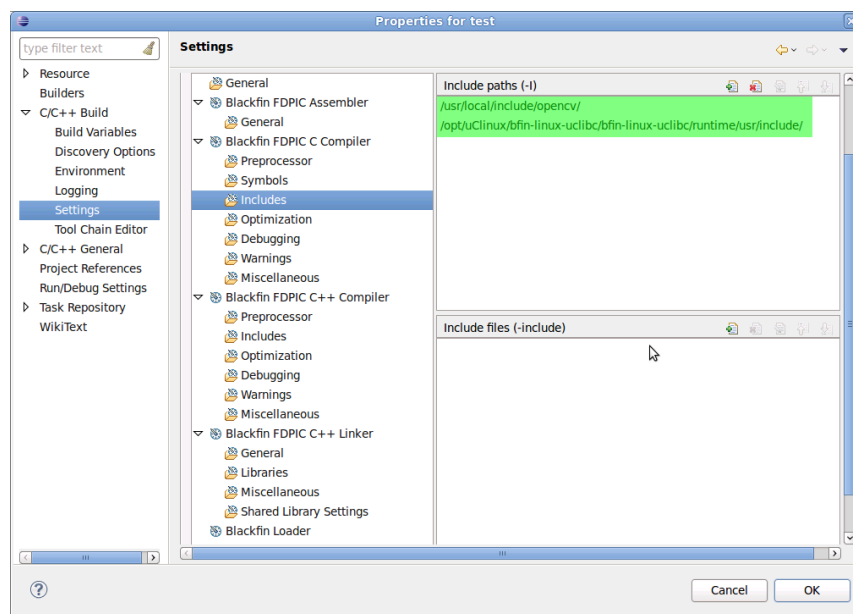 Properties for test
type filter text
Resource
Builders
C/C++ Build
Build Variables
Discovery Options
Environment
Logging
Settings
Tool Chain Editor
C/C++ General
Project References
Run/Debug Settings
Task Repository
WikiText
Settings
General
Blackfin FDPIC Assembler
General
Blackfin FDPIC C Compiler
Preprocessor
Symbols
Includes
Optimization
Debugging
Warnings
Miscellaneous
Blackfin FDPIC C++ Compiler
Preprocessor
Includes
Optimization
Debugging
Warnings
Miscellaneous
Blackfin FDPIC C++ Linker
General
Libraries
Miscellaneous
Shared Library Settings
Blackfin Loader
Include paths (-I)
/usr/local/include/opencv/
/opt/uClinux/bfin-linux-uclibc/bfin-linux-uclibc/runtime/usr/include/
Include files (-include)
Cancel
OK